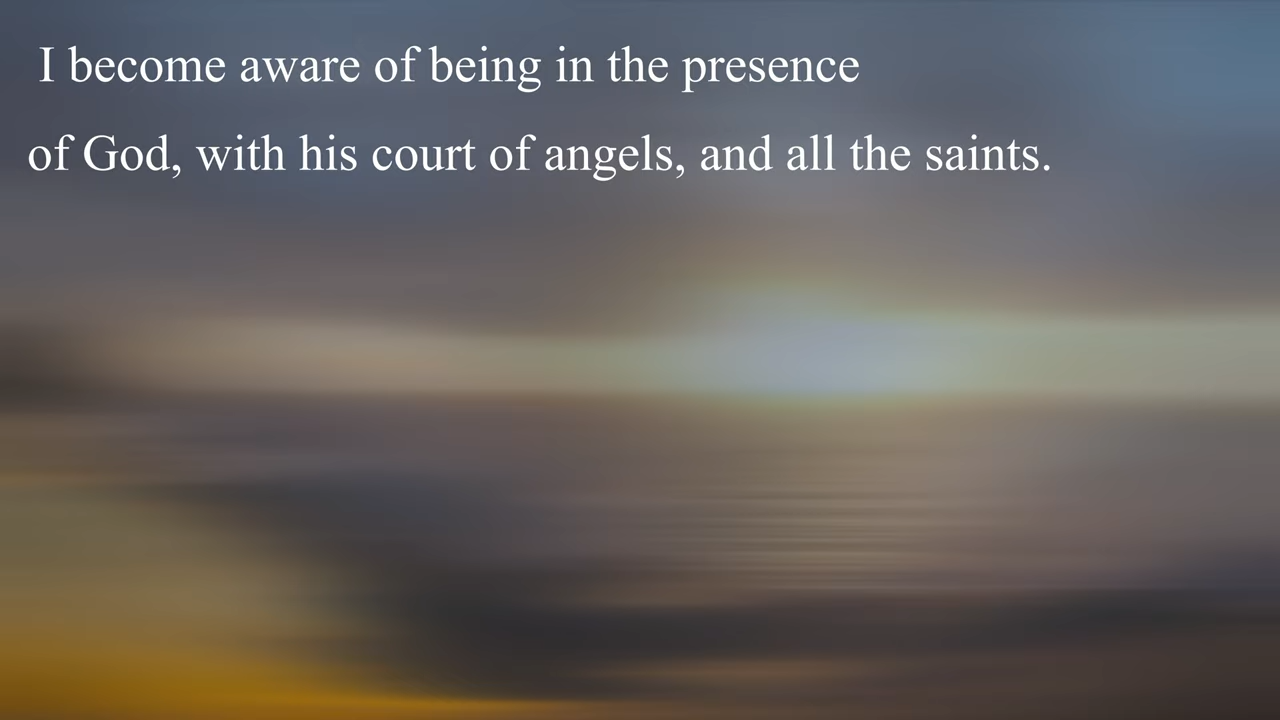 I become aware of being in the presence
of God, with his court of angels, and all the saints.